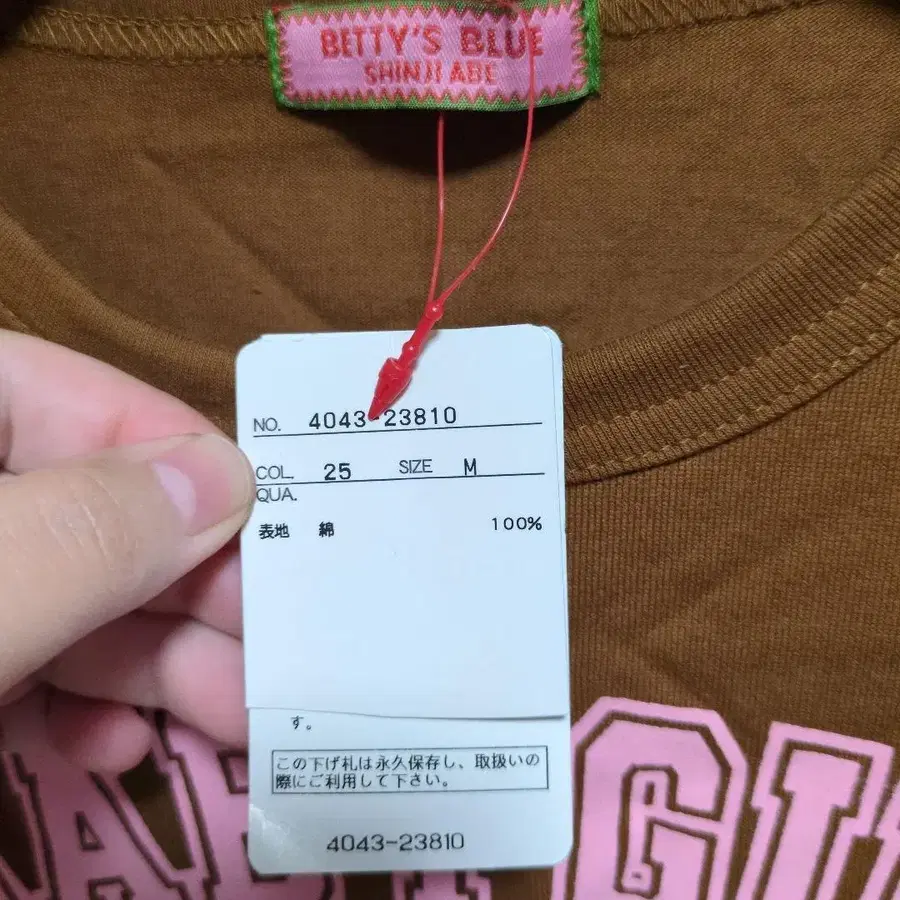 BETTY'S BLUE
SHINJI ABE
NO. 4043-23810
COL. 25 SIZE M
QUA.
表地 綿 100%
す。
この下げ札は永久保存し、取扱いの
際にご利用して下さい。
4043-23810